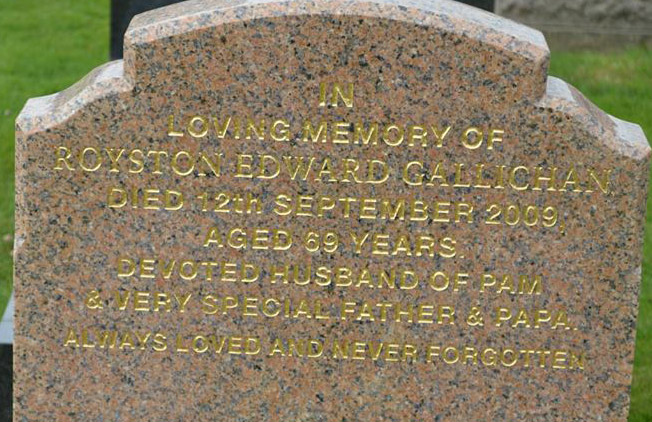 IN
LOVING MEMORY OF
ROYSTON EDWARD GALLICHAN
DIED 12th SEPTEMBER 2009,
AGED 69 YEARS.
DEVOTED HUSBAND OF PAM
& VERY SPECIAL FATHER & PAPA.
ALWAYS LOVED AND NEVER FORGOTTEN